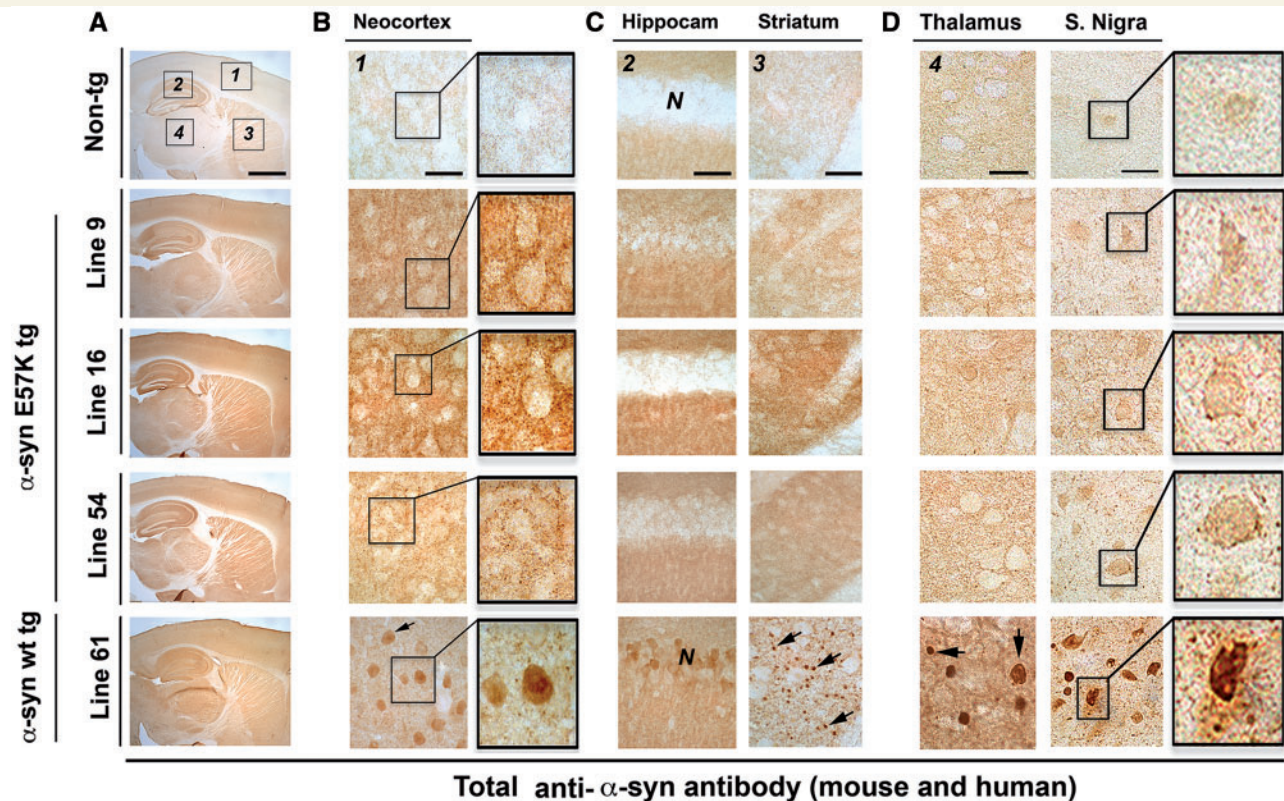 A B Neocortex C Hippocam Striatum D Thalamus S. Nigra
Non-tg
1
2
3
4
1
2
N
3
4
α-syn E57K tg
Line 9
Line 16
Line 54
α-syn wt tg
Line 61
N
Total anti- α-syn antibody (mouse and human)